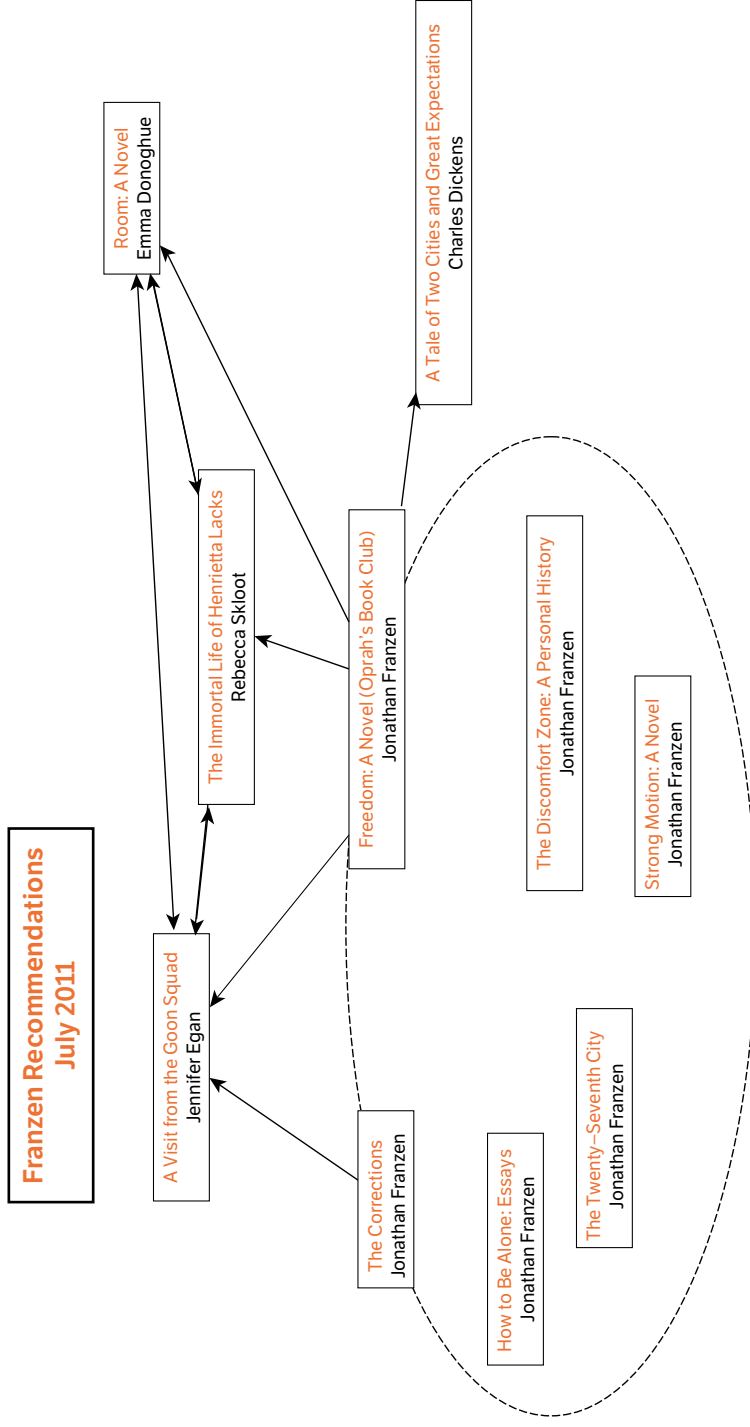 Franzen Recommendations
July 2011
A Visit from the Goon Squad
Jennifer Egan
The Immortal Life of Henrietta Lacks
Rebecca Skloot
Room: A Novel
Emma Donoghue
The Corrections
Jonathan Franzen
Freedom: A Novel (Oprah's Book Club)
Jonathan Franzen
A Tale of Two Cities and Great Expectations
Charles Dickens
How to Be Alone: Essays
Jonathan Franzen
The Discomfort Zone: A Personal History
Jonathan Franzen
The Twenty–Seventh City
Jonathan Franzen
Strong Motion: A Novel
Jonathan Franzen